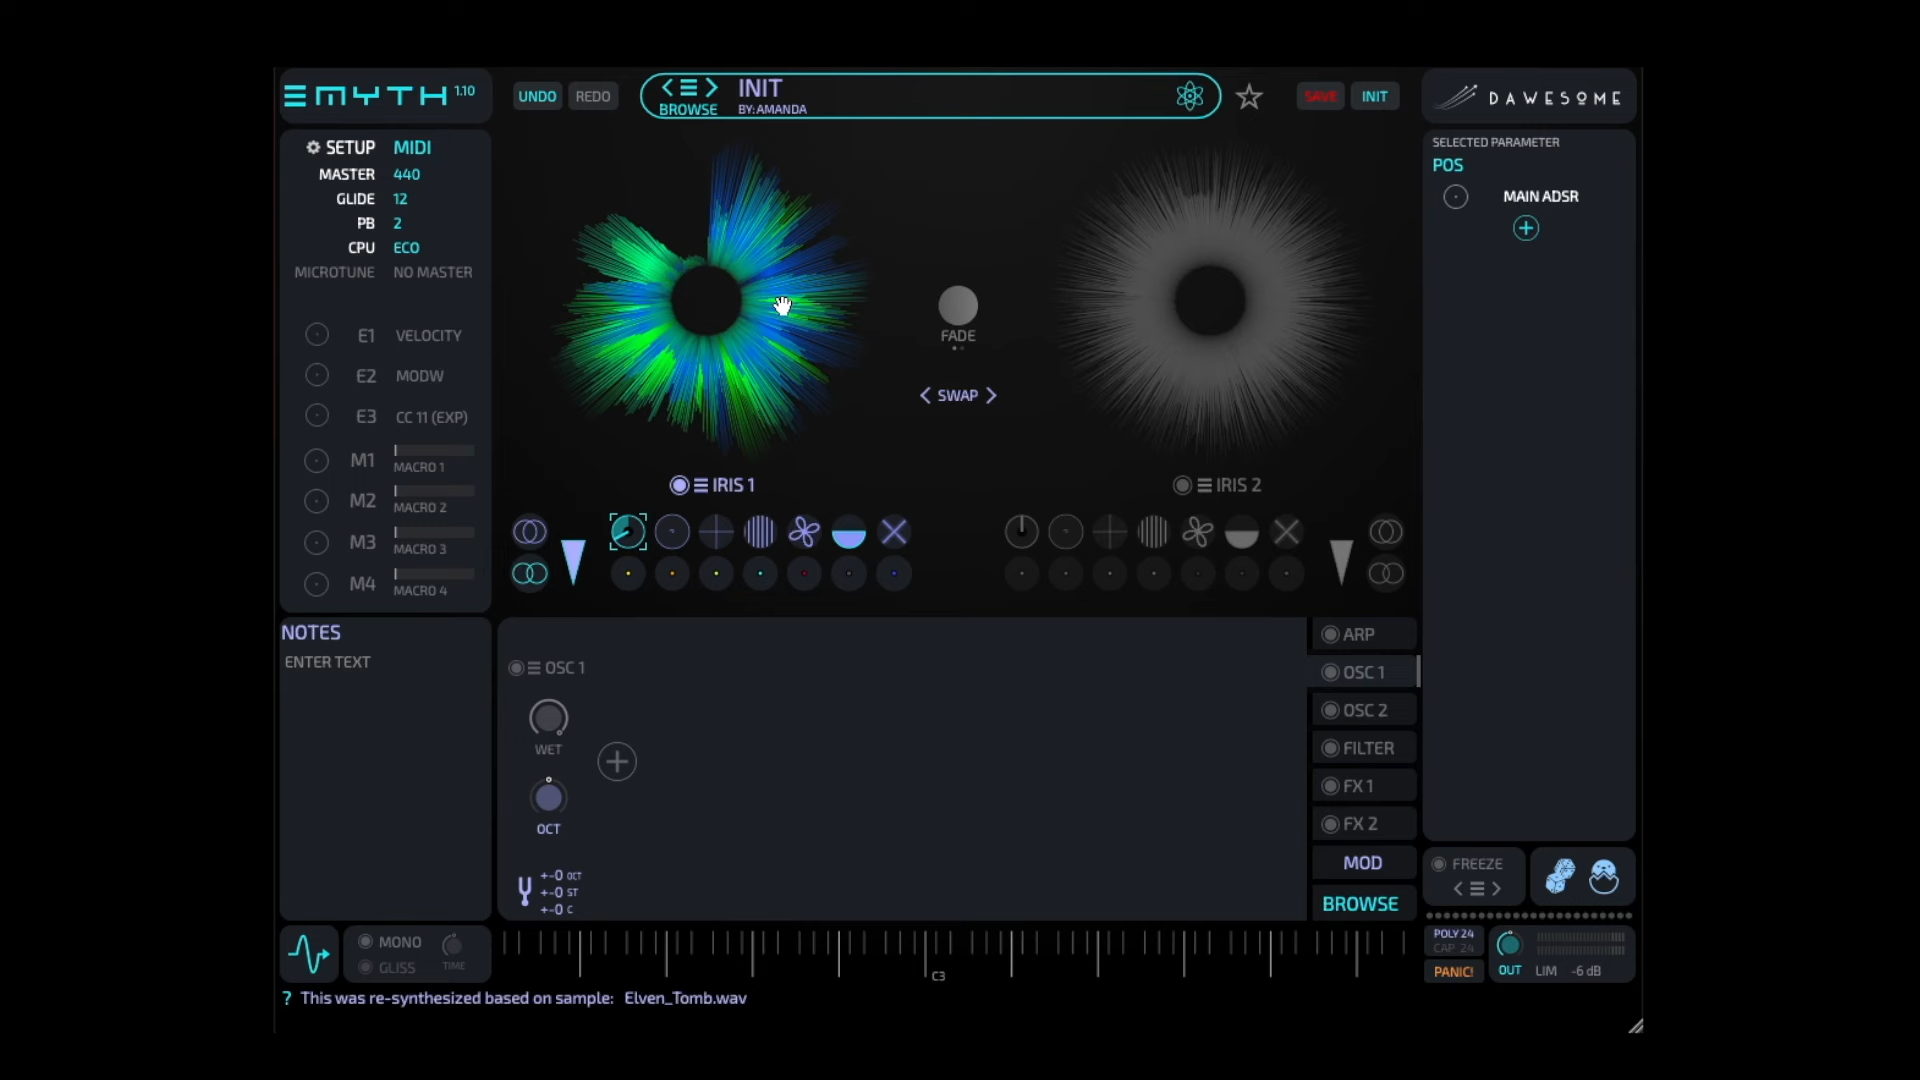 MYTH 1.10
UNDO REDO
BROWSE
INIT
BY: AMANDA
SAVE INIT
DAWESOME
SETUP MIDI
MASTER 440
GLIDE 12
PB 2
CPU ECO
MICROTUNE NO MASTER
E1 VELOCITY
E2 MODW
E3 CC 11 (EXP)
M1 MACRO 1
M2 MACRO 2
M3 MACRO 3
M4 MACRO 4
FADE
< SWAP >
IRIS 1
IRIS 2
SELECTED PARAMETER
POS
MAIN ADSR
NOTES
ENTER TEXT
OSC 1
WET
OCT
+-0 OCT
+-0 ST
+-0 C
ARP
OSC 1
OSC 2
FILTER
FX 1
FX 2
MOD
BROWSE
FREEZE
MONO
GLISS
TIME
C3
POLY 24
CAP 24
PANIC!
OUT LIM -6 dB
? This was re-synthesized based on sample: Elven_Tomb.wav